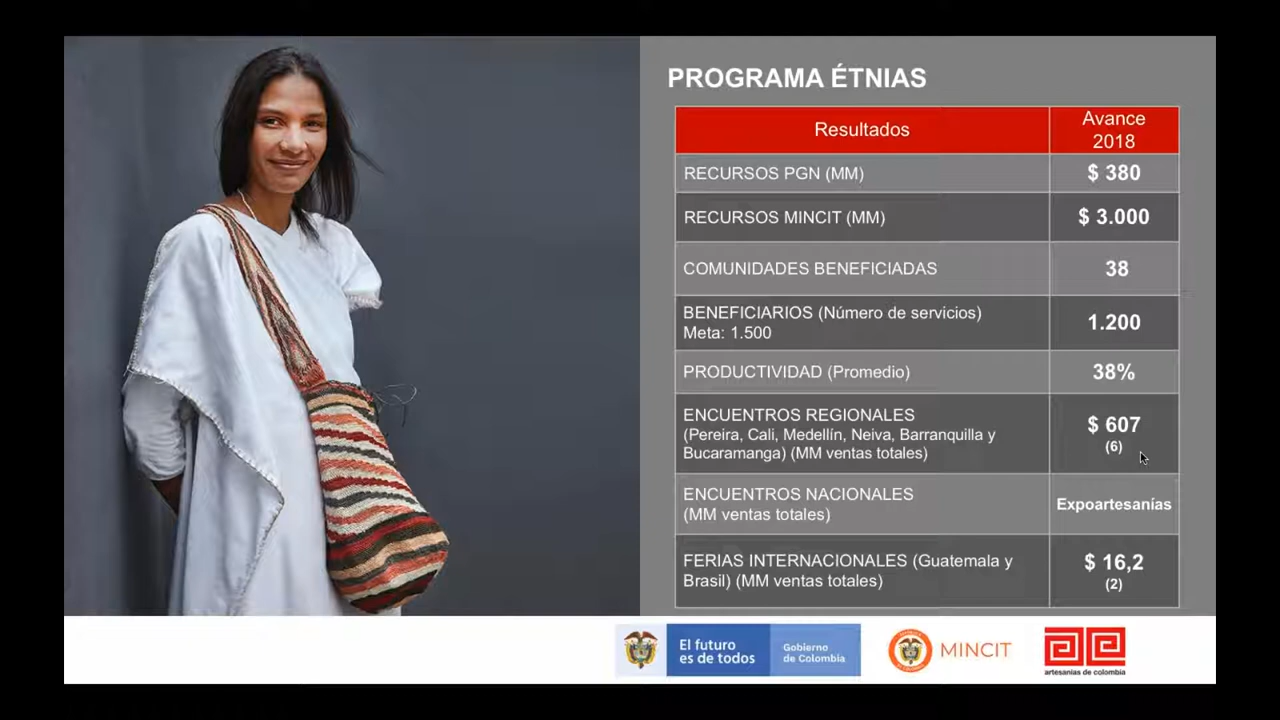 PROGRAMA ÉTNIAS
Resultados
Avance
2018
RECURSOS PGN (MM)
$ 380
RECURSOS MINCIT (MM)
$ 3.000
COMUNIDADES BENEFICIADAS
38
BENEFICIARIOS (Número de servicios)
Meta: 1.500
1.200
PRODUCTIVIDAD (Promedio)
38%
ENCUENTROS REGIONALES
(Pereira, Cali, Medellín, Neiva, Barranquilla y
Bucaramanga) (MM ventas totales)
$ 607
(6)
ENCUENTROS NACIONALES
(MM ventas totales)
Expoartesanías
FERIAS INTERNACIONALES (Guatemala y
Brasil) (MM ventas totales)
$ 16,2
(2)
El futuro
es de todos
Gobierno
de Colombia
MINCIT
artesanías de colombia